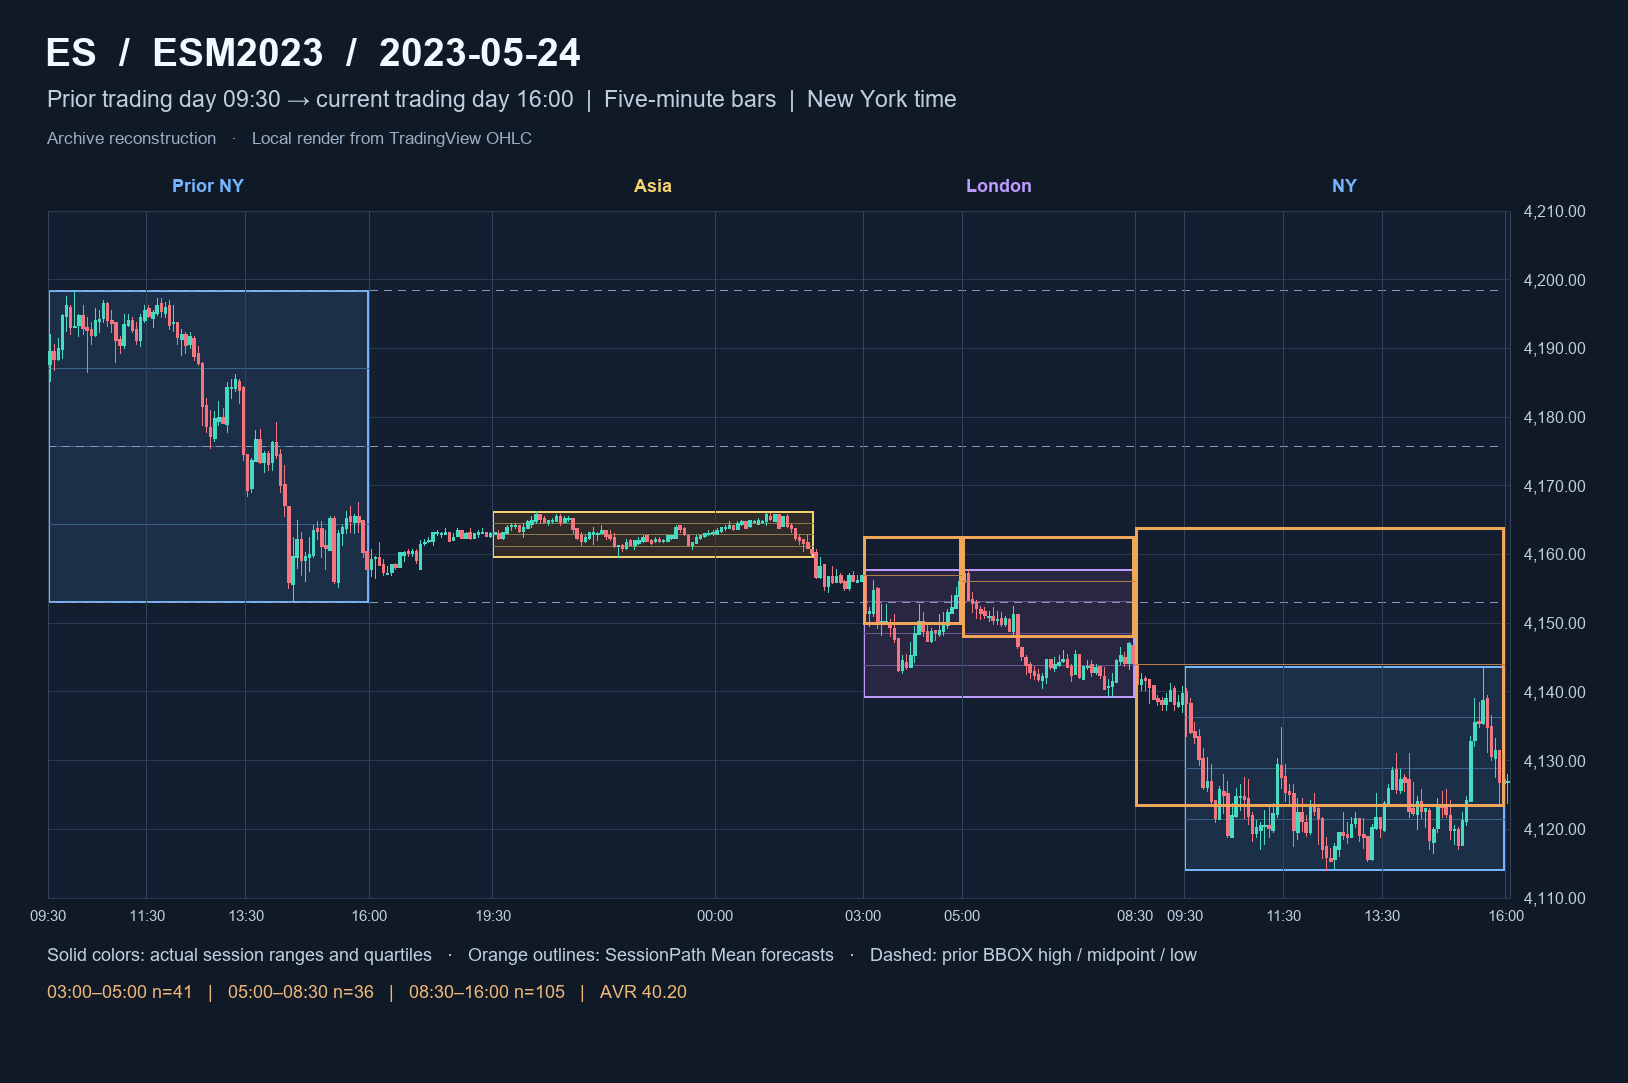 ES / ESM2023 / 2023-05-24
Prior trading day 09:30 → current trading day 16:00 | Five-minute bars | New York time
Archive reconstruction · Local render from TradingView OHLC
Prior NY Asia London NY
4,210.00
4,200.00
4,190.00
4,180.00
4,170.00
4,160.00
4,150.00
4,140.00
4,130.00
4,120.00
4,110.00
09:30 11:30 13:30 16:00 19:30 00:00 03:00 05:00 08:30 09:30 11:30 13:30 16:00
Solid colors: actual session ranges and quartiles · Orange outlines: SessionPath Mean forecasts · Dashed: prior BBOX high / midpoint / low
03:00–05:00 n=41 | 05:00–08:30 n=36 | 08:30–16:00 n=105 | AVR 40.20